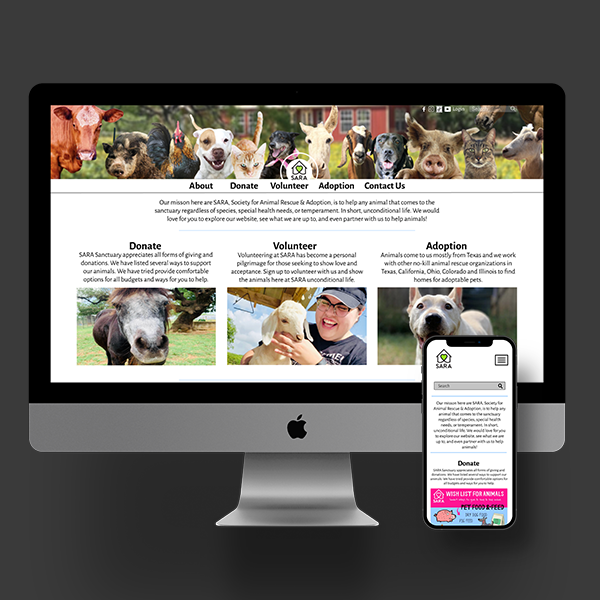 Login
SARA
About Donate Volunteer Adoption Contact Us
Our misson here are SARA, Society for Animal Rescue & Adoption, is to help any animal that comes to the
sanctuary regardless of species, special health needs, or temperament. In short, unconditional life. We would
love for you to explore our website, see what we are up to, and even partner with us to help animals!
Donate
SARA Sanctuary appreciates all forms of giving and
donations. We have listed several ways to support
our animals. We have tried provide comfortable
options for all budgets and ways for you to help.
Volunteer
Volunteering at SARA has become a personal
pilgrimage for those seeking to show love and
acceptance. Sign up to volunteer with us and show
the animals here at SARA unconditional life.
Adoption
Animals come to us mostly from Texas and we work
with other no-kill animal rescue organizations in
Texas, California, Ohio, Colorado and Illinois to find
homes for adoptable pets.
SARA
Search
Our misson here are SARA, Society for
Animal Rescue & Adoption, is to help any
animal that comes to the sanctuary
regardless of species, special health
needs, or temperament. In short,
unconditional life. We would love for you
to explore our website, see what we are
up to, and even partner with us to help
animals!
Donate
SARA Sanctuary appreciates all forms of giving and
donations. We have listed several ways to support our
animals. We have tried provide comfortable options for
all budgets and ways for you to help.
SARA
WISH LIST FOR ANIMALS
PET FOOD & FEED
DRY DOG FOOD